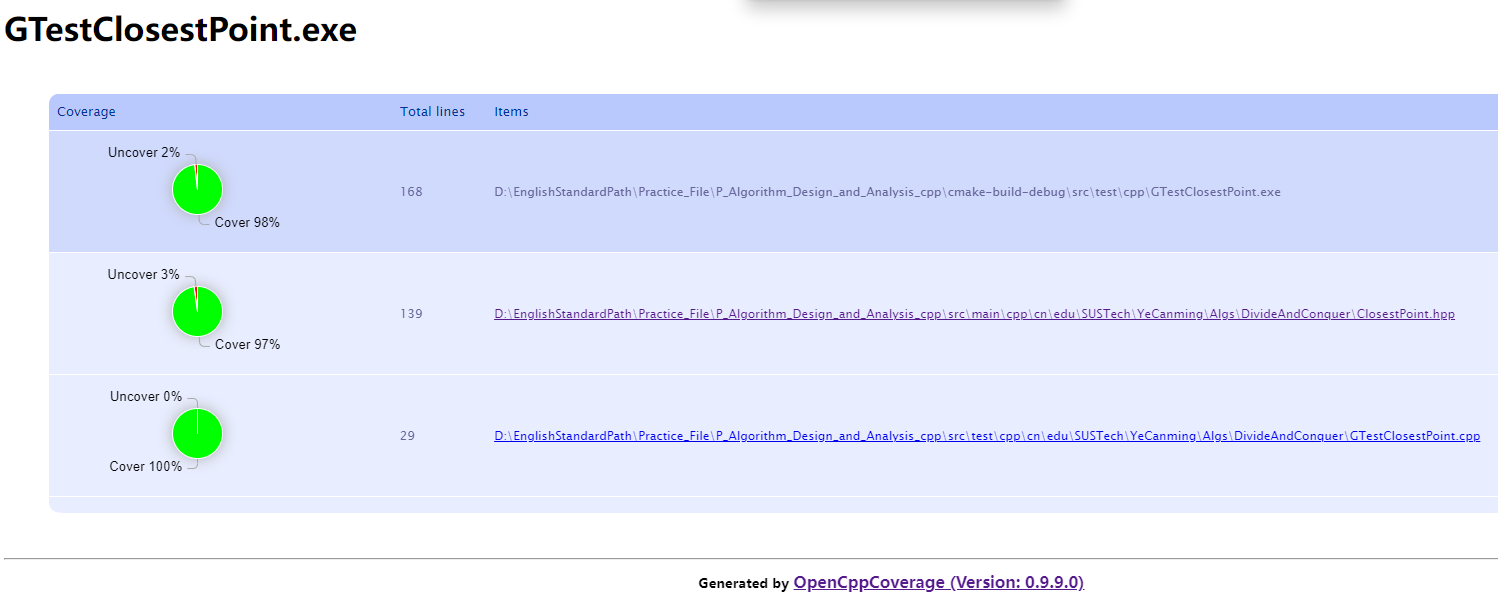 GTestClosestPoint.exe
Coverage Total lines Items
Uncover 2%
168 D:\EnglishStandardPath\Practice_File\P_Algorithm_Design_and_Analysis_cpp\cmake-build-debug\src\test\cpp\GTestClosestPoint.exe
Cover 98%
Uncover 3%
139 D:\EnglishStandardPath\Practice_File\P_Algorithm_Design_and_Analysis_cpp\src\main\cpp\cn\edu\SUSTech\YeCanming\Algs\DivideAndConquer\ClosestPoint.hpp
Cover 97%
Uncover 0%
29 D:\EnglishStandardPath\Practice_File\P_Algorithm_Design_and_Analysis_cpp\src\test\cpp\cn\edu\SUSTech\YeCanming\Algs\DivideAndConquer\GTestClosestPoint.cpp
Cover 100%
Generated by OpenCppCoverage (Version: 0.9.9.0)